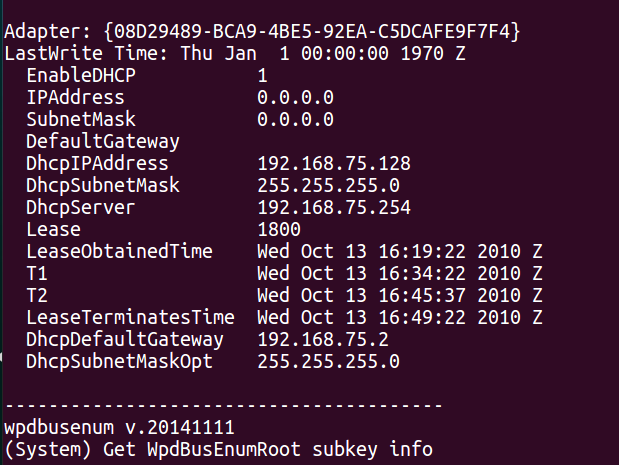 Adapter: {08D29489-BCA9-4BE5-92EA-C5DCAFE9F7F4}
LastWrite Time: Thu Jan  1 00:00:00 1970 Z
  EnableDHCP           1
  IPAddress            0.0.0.0
  SubnetMask           0.0.0.0
  DefaultGateway
  DhcpIPAddress        192.168.75.128
  DhcpSubnetMask       255.255.255.0
  DhcpServer           192.168.75.254
  Lease                1800
  LeaseObtainedTime    Wed Oct 13 16:19:22 2010 Z
  T1                   Wed Oct 13 16:34:22 2010 Z
  T2                   Wed Oct 13 16:45:37 2010 Z
  LeaseTerminatesTime  Wed Oct 13 16:49:22 2010 Z
  DhcpDefaultGateway   192.168.75.2
  DhcpSubnetMaskOpt    255.255.255.0
----------------------------------------
wpdbusenum v.20141111
(System) Get WpdBusEnumRoot subkey info